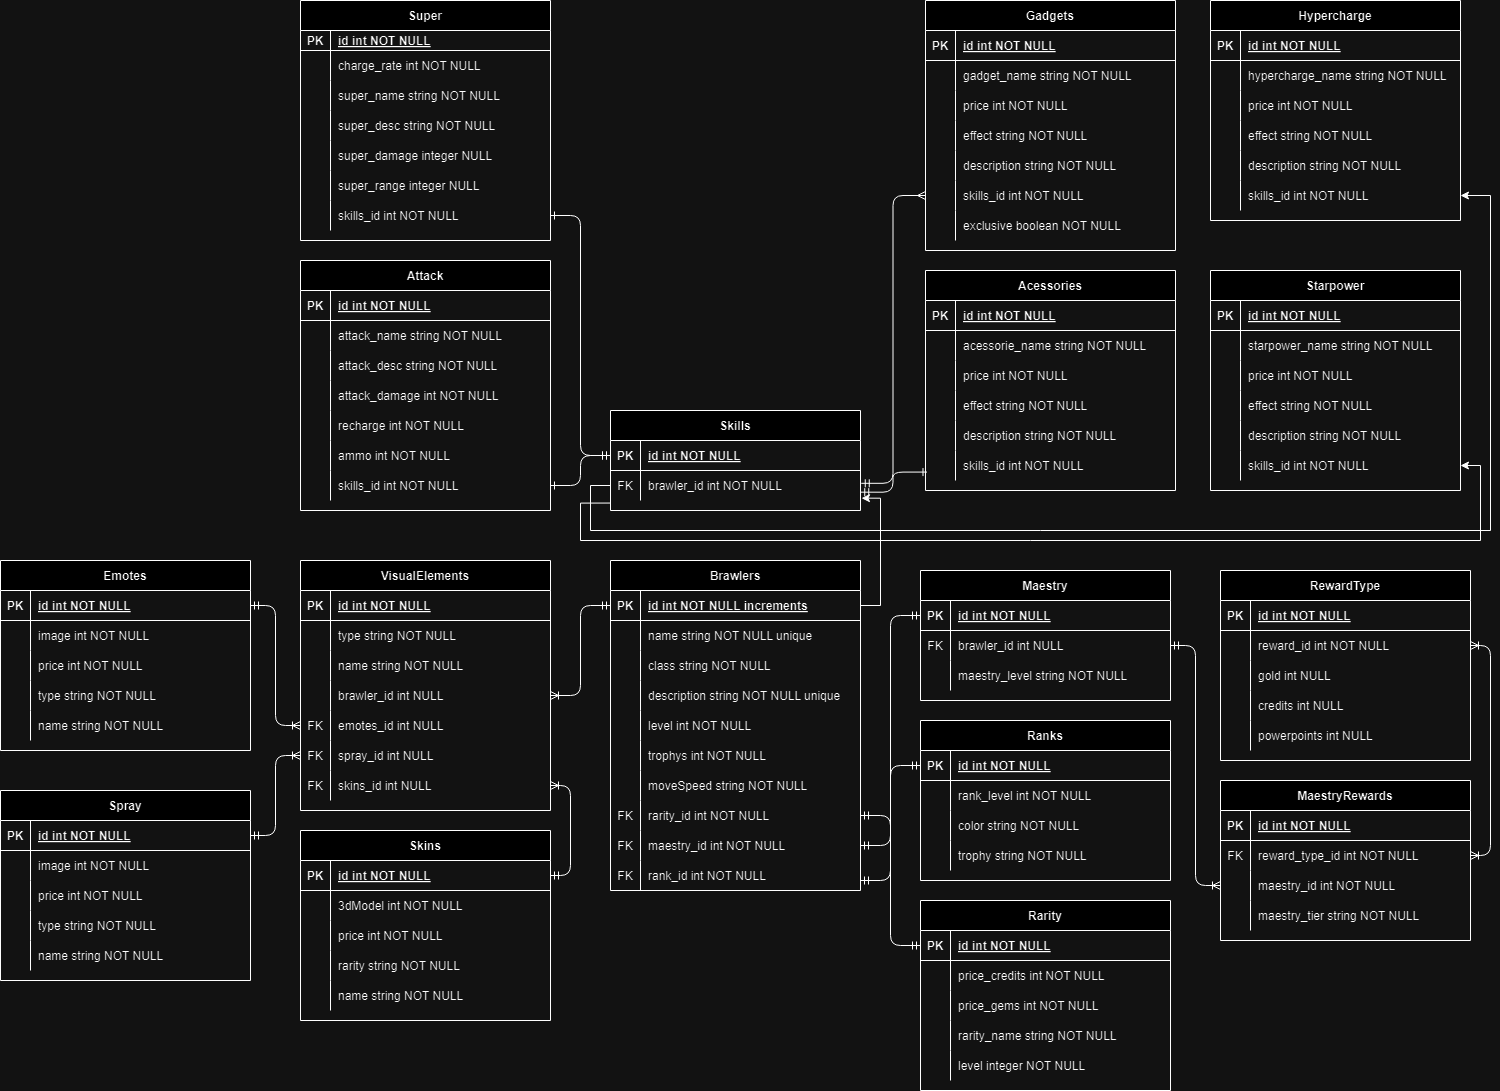 Super
PK id int NOT NULL
charge_rate int NOT NULL
super_name string NOT NULL
super_desc string NOT NULL
super_damage integer NULL
super_range integer NULL
skills_id int NOT NULL
Attack
PK id int NOT NULL
attack_name string NOT NULL
attack_desc string NOT NULL
attack_damage int NOT NULL
recharge int NOT NULL
ammo int NOT NULL
skills_id int NOT NULL
Gadgets
PK id int NOT NULL
gadget_name string NOT NULL
price int NOT NULL
effect string NOT NULL
description string NOT NULL
skills_id int NOT NULL
exclusive boolean NOT NULL
Hypercharge
PK id int NOT NULL
hypercharge_name string NOT NULL
price int NOT NULL
effect string NOT NULL
description string NOT NULL
skills_id int NOT NULL
Acessories
PK id int NOT NULL
acessorie_name string NOT NULL
price int NOT NULL
effect string NOT NULL
description string NOT NULL
skills_id int NOT NULL
Starpower
PK id int NOT NULL
starpower_name string NOT NULL
price int NOT NULL
effect string NOT NULL
description string NOT NULL
skills_id int NOT NULL
Skills
PK id int NOT NULL
FK brawler_id int NOT NULL
Emotes
PK id int NOT NULL
image int NOT NULL
price int NOT NULL
type string NOT NULL
name string NOT NULL
Spray
PK id int NOT NULL
image int NOT NULL
price int NOT NULL
type string NOT NULL
name string NOT NULL
VisualElements
PK id int NOT NULL
type string NOT NULL
name string NOT NULL
brawler_id int NULL
FK emotes_id int NULL
FK spray_id int NULL
FK skins_id int NULL
Skins
PK id int NOT NULL
3dModel int NOT NULL
price int NOT NULL
rarity string NOT NULL
name string NOT NULL
Brawlers
PK id int NOT NULL increments
name string NOT NULL unique
class string NOT NULL
description string NOT NULL unique
level int NOT NULL
trophys int NOT NULL
moveSpeed string NOT NULL
FK rarity_id int NOT NULL
FK maestry_id int NOT NULL
FK rank_id int NOT NULL
Maestry
PK id int NOT NULL
FK brawler_id int NULL
maestry_level string NOT NULL
Ranks
PK id int NOT NULL
rank_level int NOT NULL
color string NOT NULL
trophy string NOT NULL
Rarity
PK id int NOT NULL
price_credits int NOT NULL
price_gems int NOT NULL
rarity_name string NOT NULL
level integer NOT NULL
RewardType
PK id int NOT NULL
reward_id int NOT NULL
gold int NULL
credits int NULL
powerpoints int NULL
MaestryRewards
PK id int NOT NULL
FK reward_type_id int NOT NULL
maestry_id int NOT NULL
maestry_tier string NOT NULL